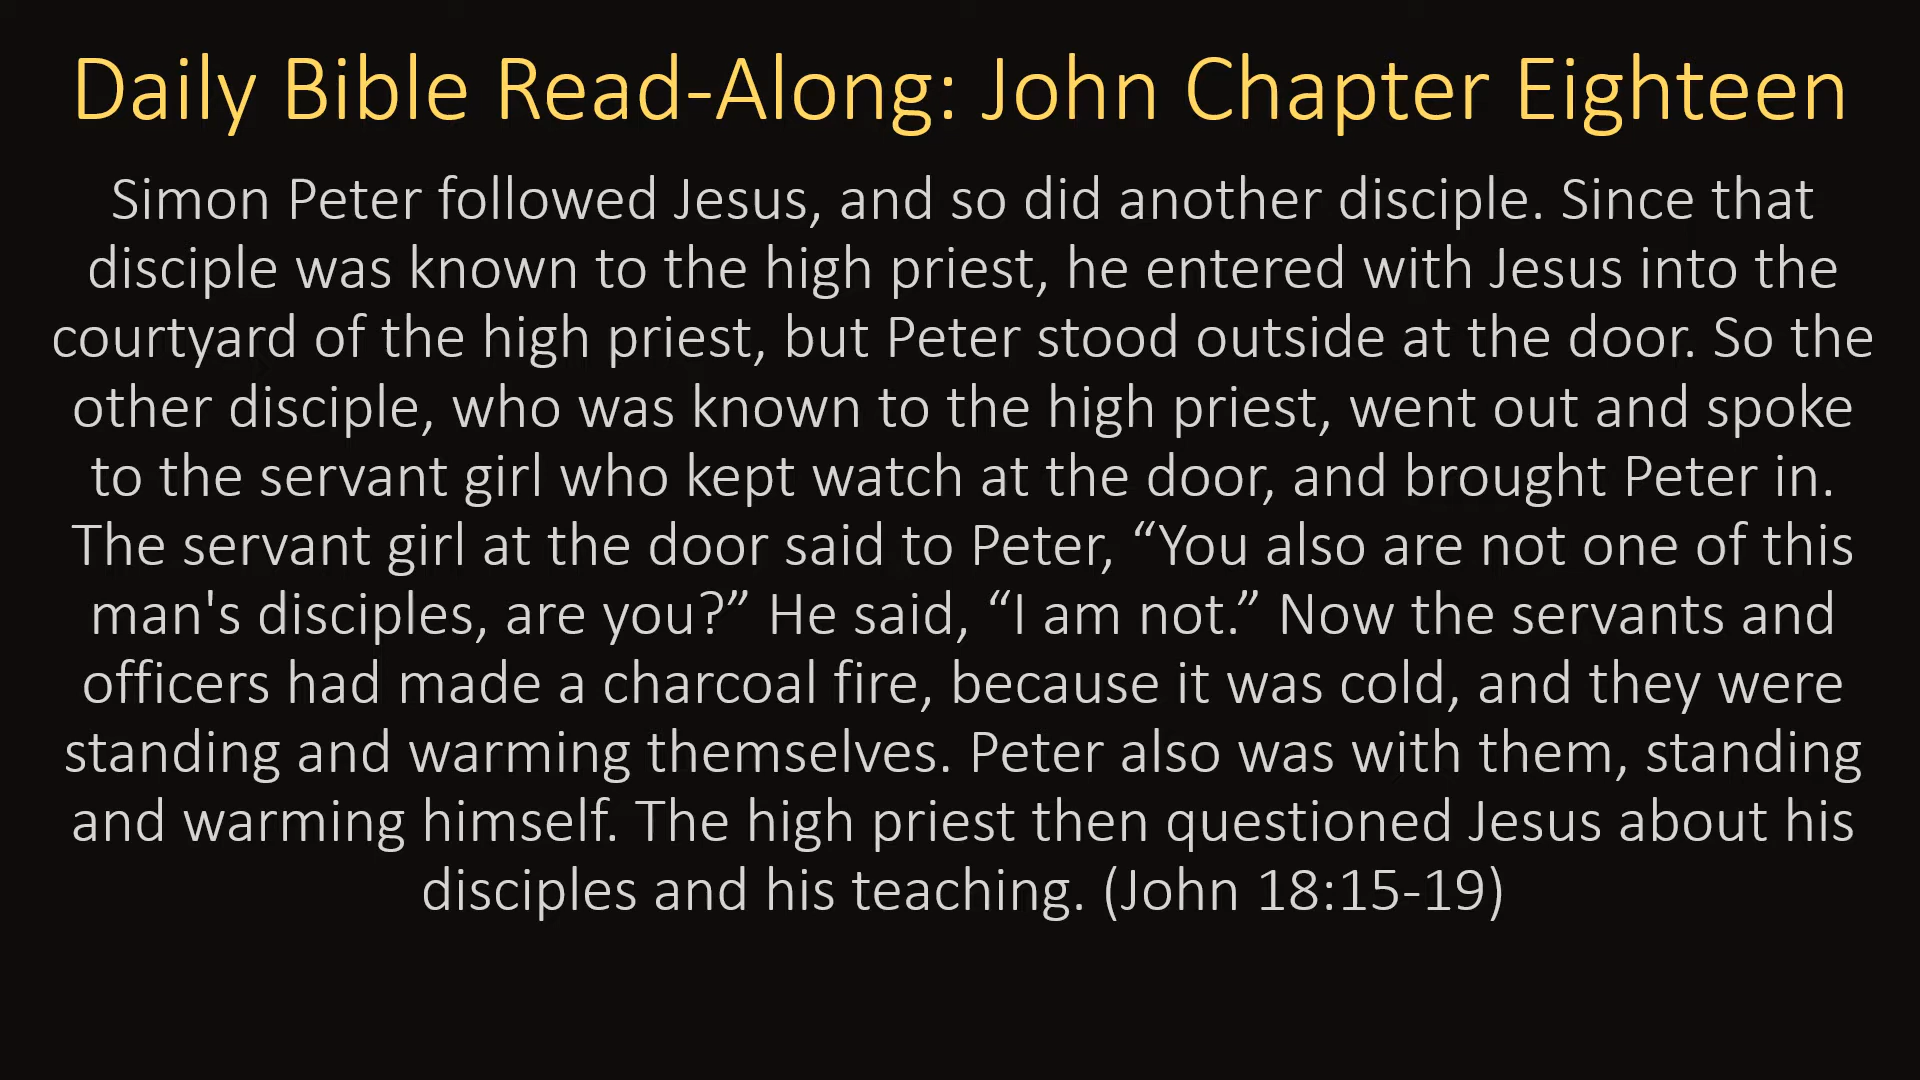 Daily Bible Read-Along: John Chapter Eighteen
Simon Peter followed Jesus, and so did another disciple. Since that
disciple was known to the high priest, he entered with Jesus into the
courtyard of the high priest, but Peter stood outside at the door. So the
other disciple, who was known to the high priest, went out and spoke
to the servant girl who kept watch at the door, and brought Peter in.
The servant girl at the door said to Peter, “You also are not one of this
man's disciples, are you?” He said, “I am not.” Now the servants and
officers had made a charcoal fire, because it was cold, and they were
standing and warming themselves. Peter also was with them, standing
and warming himself. The high priest then questioned Jesus about his
disciples and his teaching. (John 18:15-19)